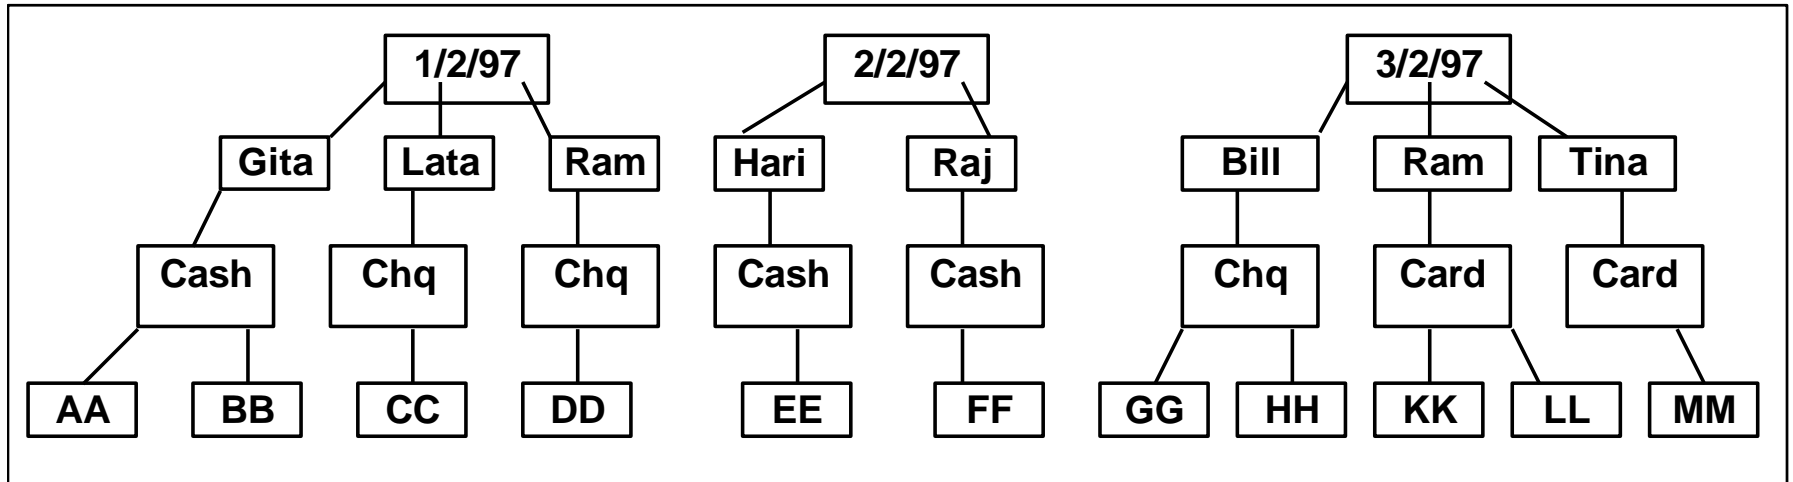 1/2/97 2/2/97 3/2/97
Gita Lata Ram Hari Raj Bill Ram Tina
Cash Chq Chq Cash Cash Chq Card Card
AA BB CC DD EE FF GG HH KK LL MM